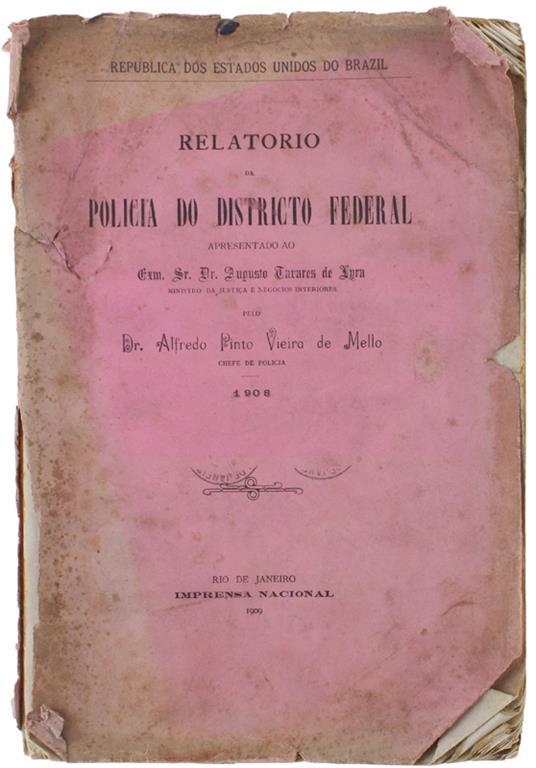 REPUBLICA DOS ESTADOS UNIDOS DO BRAZIL
RELATORIO
DA
POLICIA DO DISTRICTO FEDERAL
APRESENTADO AO
Exm. Sr. Dr. Augusto Tavares de Lyra
MINISTRO DA JUSTIÇA E NEGOCIOS INTERIORES
PELO
Dr. Alfredo Pinto Vieira de Mello
CHEFE DE POLICIA
1908
RIO DE JANEIRO
IMPRENSA NACIONAL
1909